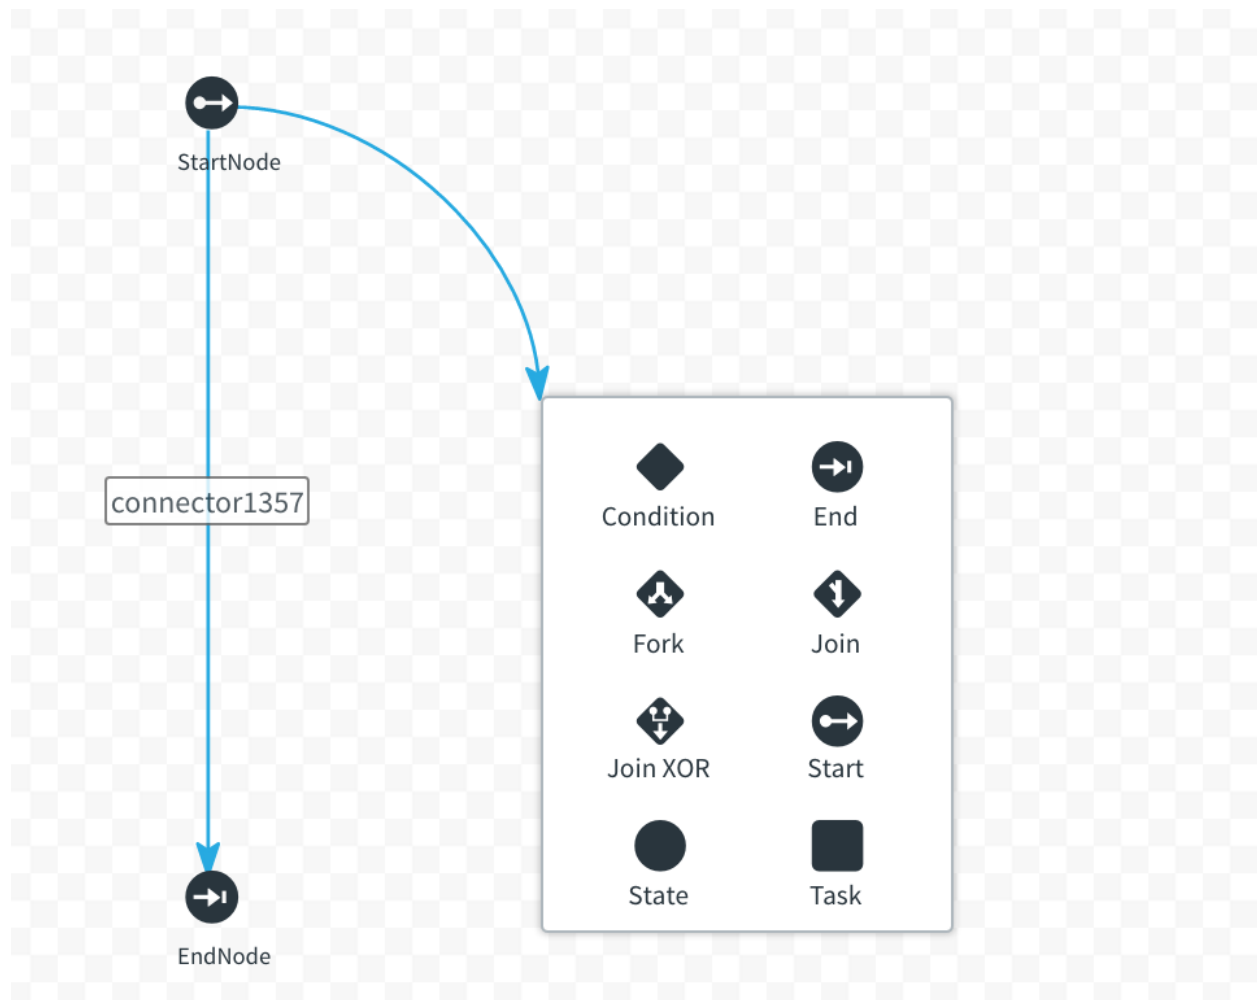 StartNode
connector1357
Condition
End
Fork
Join
Join XOR
Start
State
Task
EndNode